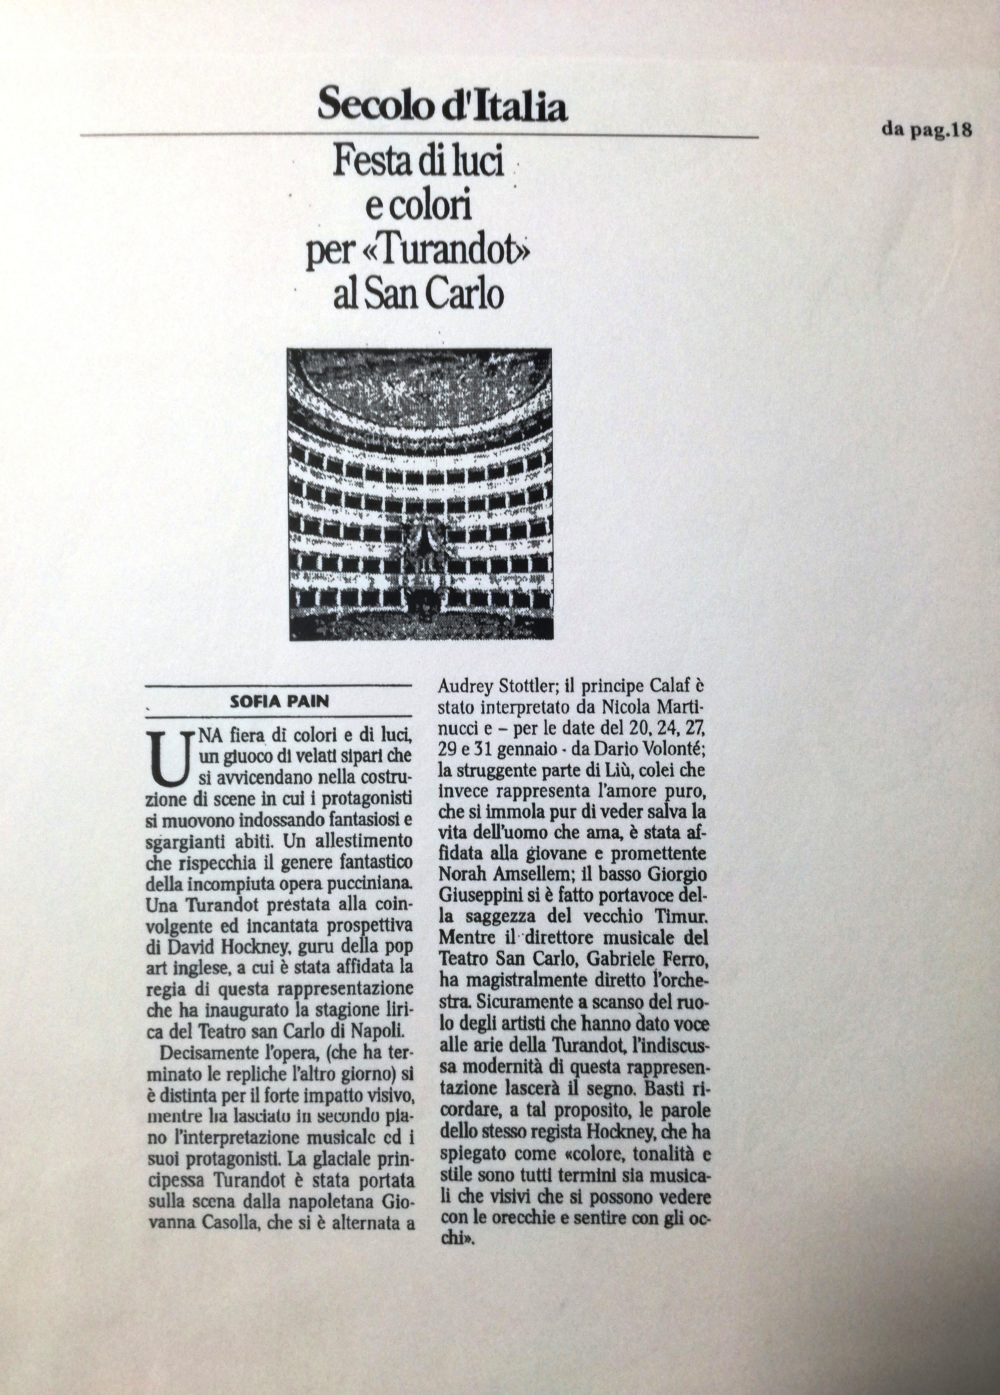 Secolo d'Italia
da pag.18
Festa di luci
e colori
per «Turandot»
al San Carlo
SOFIA PAIN
UNA fiera di colori e di luci,
un giuoco di velati sipari che
si avvicendano nella costru-
zione di scene in cui i protagonisti
si muovono indossando fantasiosi e
sgargianti abiti. Un allestimento
che rispecchia il genere fantastico
della incompiuta opera pucciniana.
Una Turandot prestata alla coin-
volgente ed incantata prospettiva
di David Hockney, guru della pop
art inglese, a cui è stata affidata la
regia di questa rappresentazione
che ha inaugurato la stagione liri-
ca del Teatro san Carlo di Napoli.
Decisamente l'opera, (che ha ter-
minato le repliche l'altro giorno) si
è distinta per il forte impatto visivo,
mentre ha lasciato in secondo pia-
no l'interpretazione musicale ed i
suoi protagonisti. La glaciale prin-
cipessa Turandot è stata portata
sulla scena dalla napoletana Gio-
vanna Casolla, che si è alternata a
Audrey Stottler; il principe Calaf è
stato interpretato da Nicola Marti-
nucci e – per le date del 20, 24, 27,
29 e 31 gennaio - da Dario Volonté;
la struggente parte di Liù, colei che
invece rappresenta l'amore puro,
che si immola pur di veder salva la
vita dell'uomo che ama, è stata af-
fidata alla giovane e promettente
Norah Amsellem; il basso Giorgio
Giuseppini si è fatto portavoce del-
la saggezza del vecchio Timur.
Mentre il direttore musicale del
Teatro San Carlo, Gabriele Ferro,
ha magistralmente diretto l'orche-
stra. Sicuramente a scanso del ruo-
lo degli artisti che hanno dato voce
alle arie della Turandot, l'indiscus-
sa modernità di questa rappresen-
tazione lascerà il segno. Basti ri-
cordare, a tal proposito, le parole
dello stesso regista Hockney, che ha
spiegato come «colore, tonalità e
stile sono tutti termini sia musica-
li che visivi che si possono vedere
con le orecchie e sentire con gli oc-
chi».